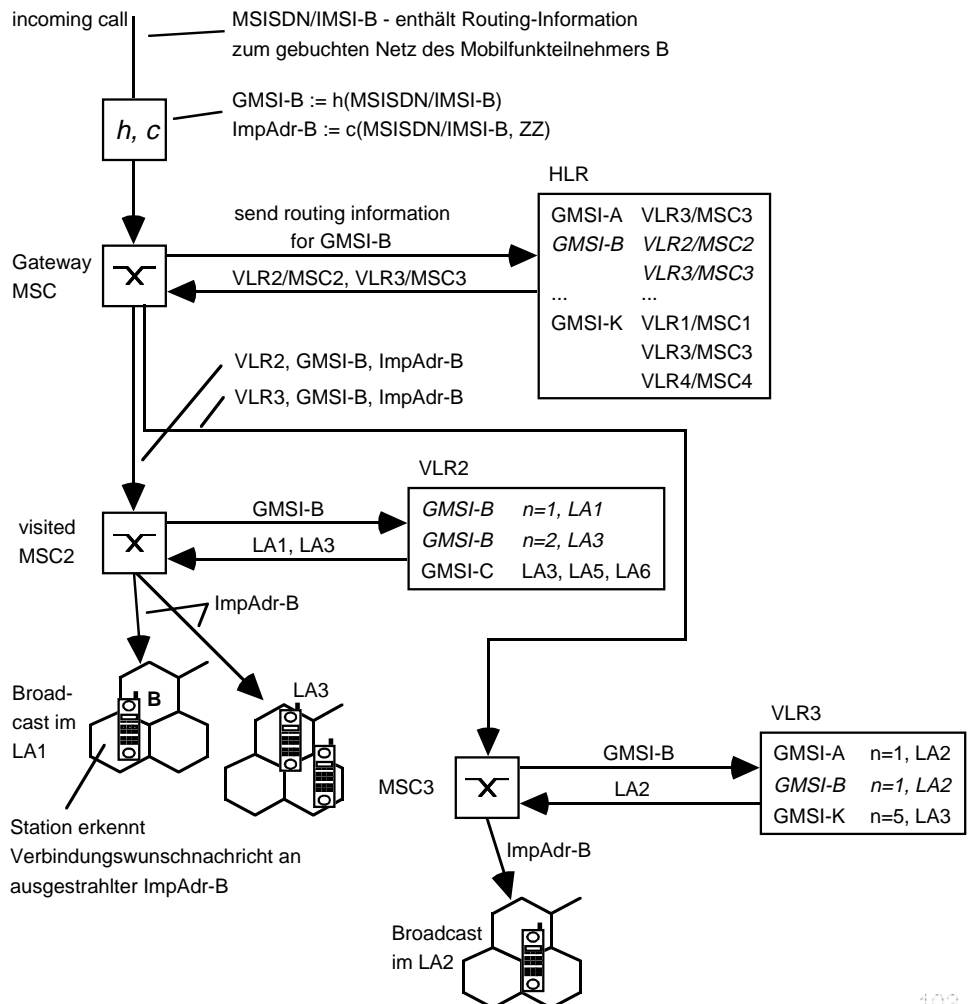 incoming call
MSISDN/IMSI-B - enthält Routing-Information
zum gebuchten Netz des Mobilfunkteilnehmers B
h, c
GMSI-B := h(MSISDN/IMSI-B)
ImpAdr-B := c(MSISDN/IMSI-B, ZZ)
HLR
GMSI-A VLR3/MSC3
GMSI-B VLR2/MSC2
VLR3/MSC3
... ...
GMSI-K VLR1/MSC1
VLR3/MSC3
VLR4/MSC4
send routing information
for GMSI-B
VLR2/MSC2, VLR3/MSC3
Gateway
MSC
VLR2, GMSI-B, ImpAdr-B
VLR3, GMSI-B, ImpAdr-B
VLR2
GMSI-B n=1, LA1
GMSI-B n=2, LA3
GMSI-C LA3, LA5, LA6
GMSI-B
LA1, LA3
visited
MSC2
ImpAdr-B
B
LA3
Broad-
cast im
LA1
Station erkennt
Verbindungswunschnachricht an
ausgestrahlter ImpAdr-B
VLR3
GMSI-A n=1, LA2
GMSI-B n=1, LA2
GMSI-K n=5, LA3
GMSI-B
LA2
MSC3
ImpAdr-B
Broadcast
im LA2